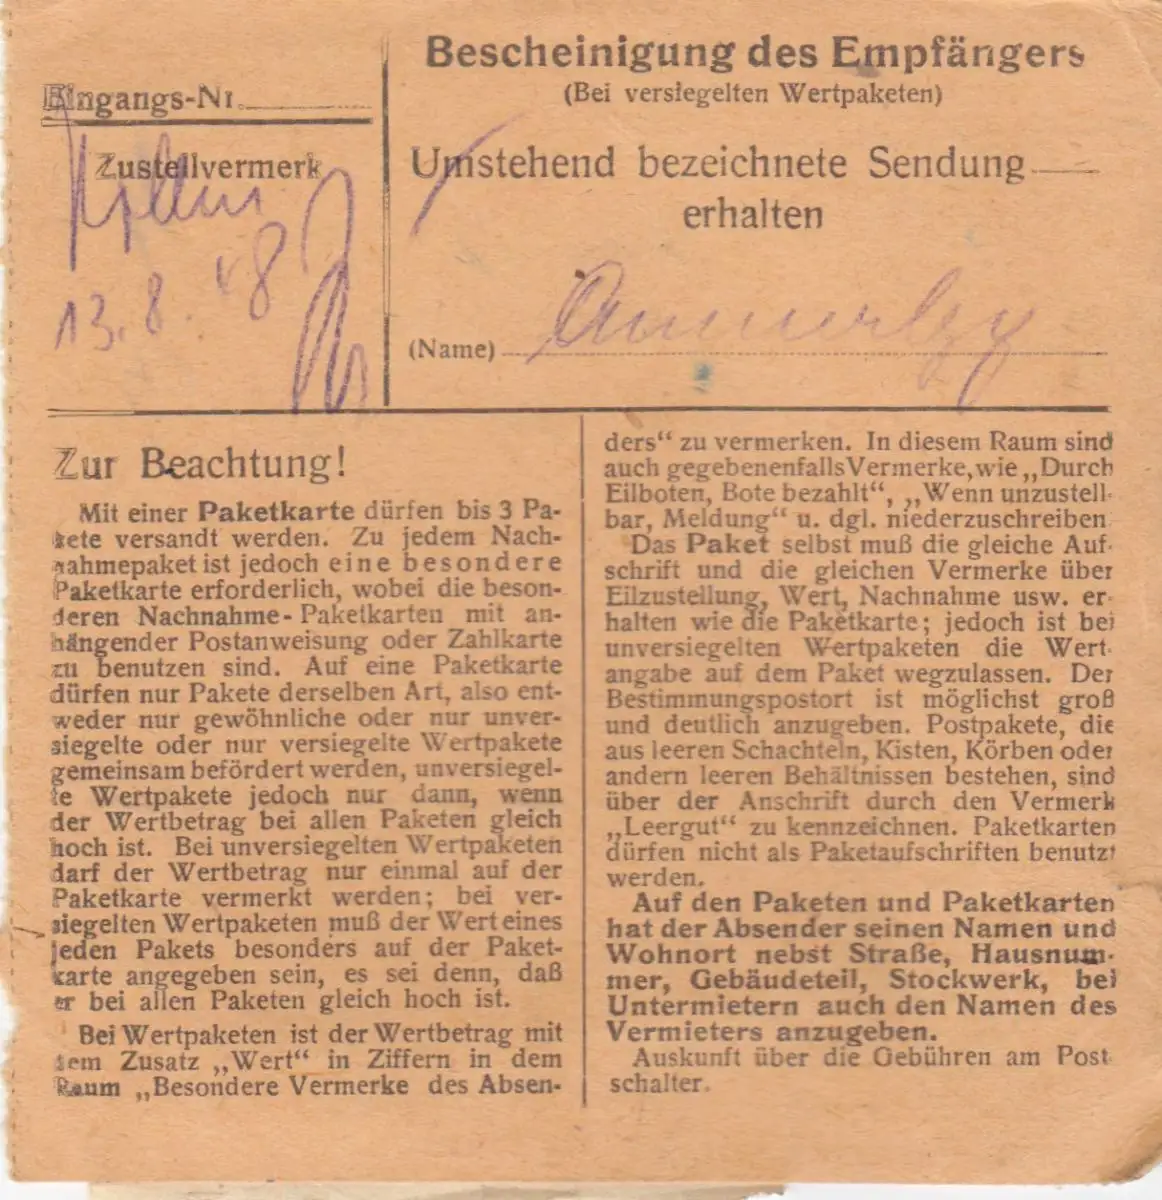 Eingangs-Nr.
Zustellvermerk
13. 8. 48
Bescheinigung des Empfängers
(Bei versiegelten Wertpaketen)
Umstehend bezeichnete Sendung
erhalten
(Name)
Zur Beachtung!
Mit einer Paketkarte dürfen bis 3 Pa-
kete versandt werden. Zu jedem Nach-
nahmepaket ist jedoch eine besondere
Paketkarte erforderlich, wobei die beson-
deren Nachnahme-Paketkarten mit an-
hängender Postanweisung oder Zahlkarte
zu benutzen sind. Auf eine Paketkarte
dürfen nur Pakete derselben Art, also ent-
weder nur gewöhnliche oder nur unver-
siegelte oder nur versiegelte Wertpakete
gemeinsam befördert werden, unversiegel-
te Wertpakete jedoch nur dann, wenn
der Wertbetrag bei allen Paketen gleich
hoch ist. Bei unversiegelten Wertpaketen
darf der Wertbetrag nur einmal auf der
Paketkarte vermerkt werden; bei ver-
siegelten Wertpaketen muß der Wert eines
jeden Pakets besonders auf der Paket-
karte angegeben sein, es sei denn, daß
er bei allen Paketen gleich hoch ist.
Bei Wertpaketen ist der Wertbetrag mit
dem Zusatz „Wert“ in Ziffern in dem
Raum „Besondere Vermerke des Absen-
ders“ zu vermerken. In diesem Raum sind
auch gegebenenfalls Vermerke, wie „Durch
Eilboten, Bote bezahlt“, „Wenn unzustell-
bar, Meldung“ u. dgl. niederzuschreiben
Das Paket selbst muß die gleiche Auf-
schrift und die gleichen Vermerke über
Eilzustellung, Wert, Nachnahme usw. er-
halten wie die Paketkarte; jedoch ist bei
unversiegelten Wertpaketen die Wert-
angabe auf dem Paket wegzulassen. Der
Bestimmungspostort ist möglichst groß
und deutlich anzugeben. Postpakete, die
aus leeren Schachteln, Kisten, Körben oder
andern leeren Behältnissen bestehen, sind
über der Anschrift durch den Vermerk
„Leergut“ zu kennzeichnen. Paketkarten
dürfen nicht als Paketaufschriften benutzt
werden.
Auf den Paketen und Paketkarten
hat der Absender seinen Namen und
Wohnort nebst Straße, Hausnum-
mer, Gebäudeteil, Stockwerk, bei
Untermietern auch den Namen des
Vermieters anzugeben.
Auskunft über die Gebühren am Post-
schalter.